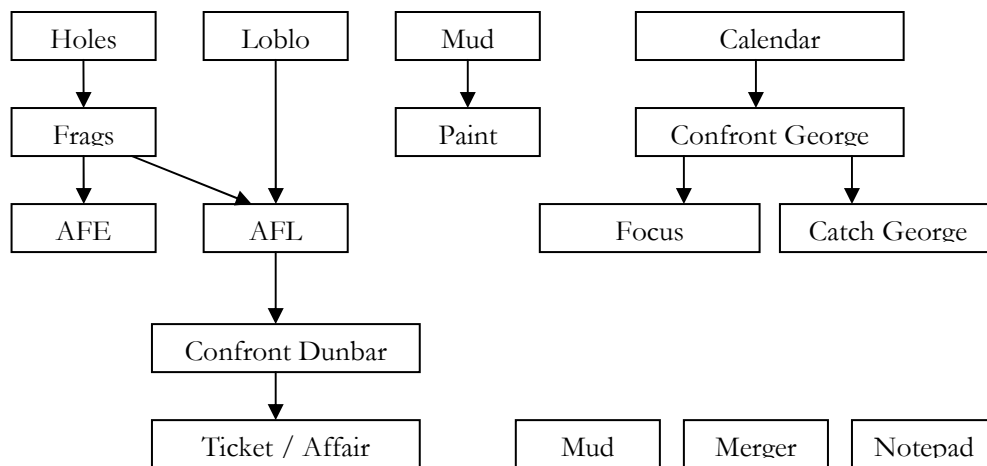 Holes Loblo Mud Calendar
Frags Paint Confront George
AFE AFL Focus Catch George
Confront Dunbar
Ticket / Affair Mud Merger Notepad